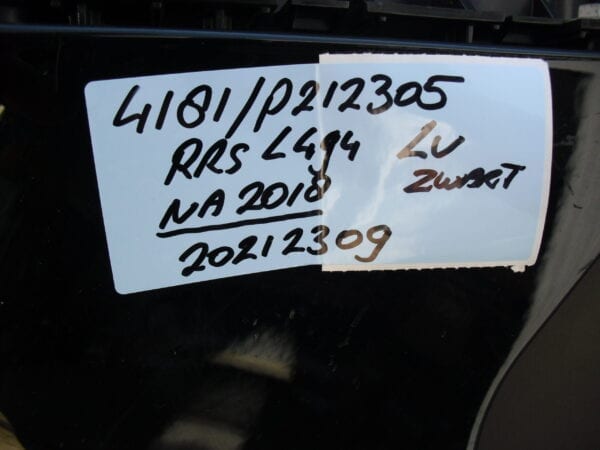 4181/P212305
RRS L494 LV
NA 2018 ZWART
20212309